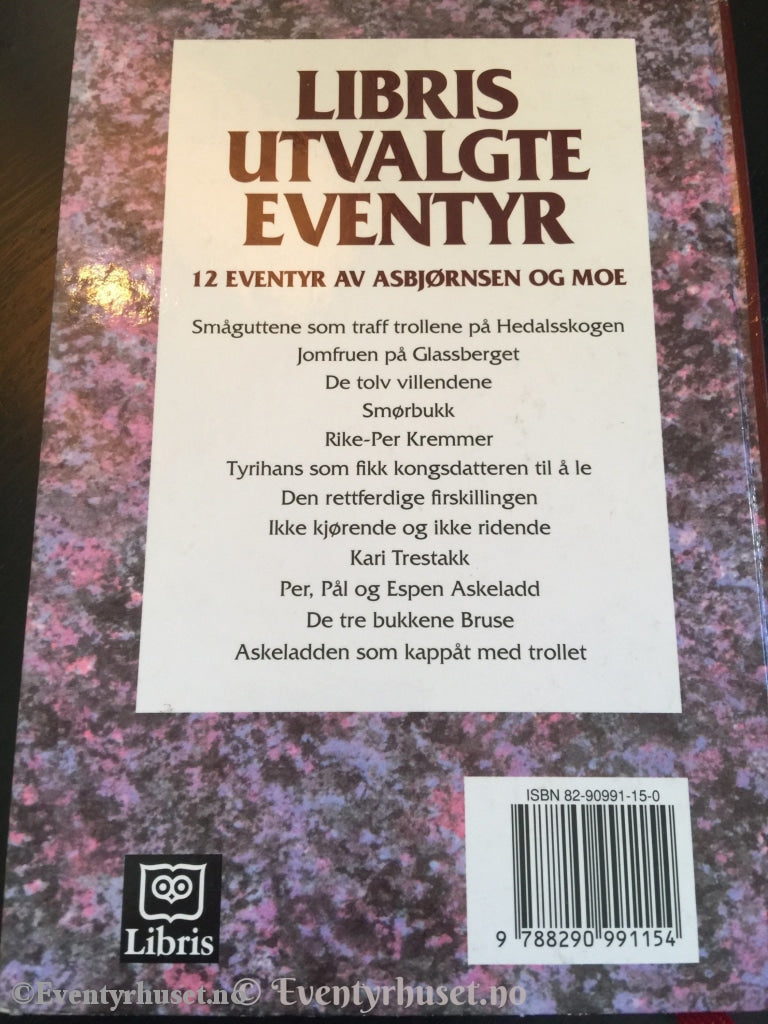 LIBRIS
UTVALGTE
EVENTYR
12 EVENTYR AV ASBJØRNSEN OG MOE
Småguttene som traff trollene på Hedalsskogen
Jomfruen på Glassberget
De tolv villendene
Smørbukk
Rike-Per Kremmer
Tyrihans som fikk kongsdatteren til å le
Den rettferdige firskillingen
Ikke kjørende og ikke ridende
Kari Trestakk
Per, Pål og Espen Askeladd
De tre bukkene Bruse
Askeladden som kappåt med trollet
ISBN 82-90991-15-0
9 788290 991154
Libris
©Eventyrhuset.no
© Eventyrhuset.no